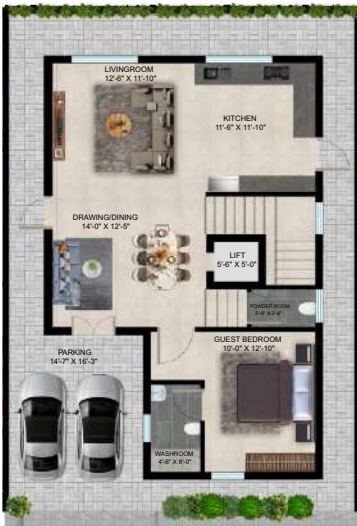 LIVINGROOM
12'-6" X 11'-10"
KITCHEN
11'-6" X 11'-10"
DRAWING/DINING
14'-0" X 12'-5"
LIFT
5'-6" X 5'-0"
POWDER ROOM
GUEST BEDROOM
10'-0" X 12'-10"
PARKING
14'-7" X 16'-3"
WASHROOM
4'-6" X 8'-0"